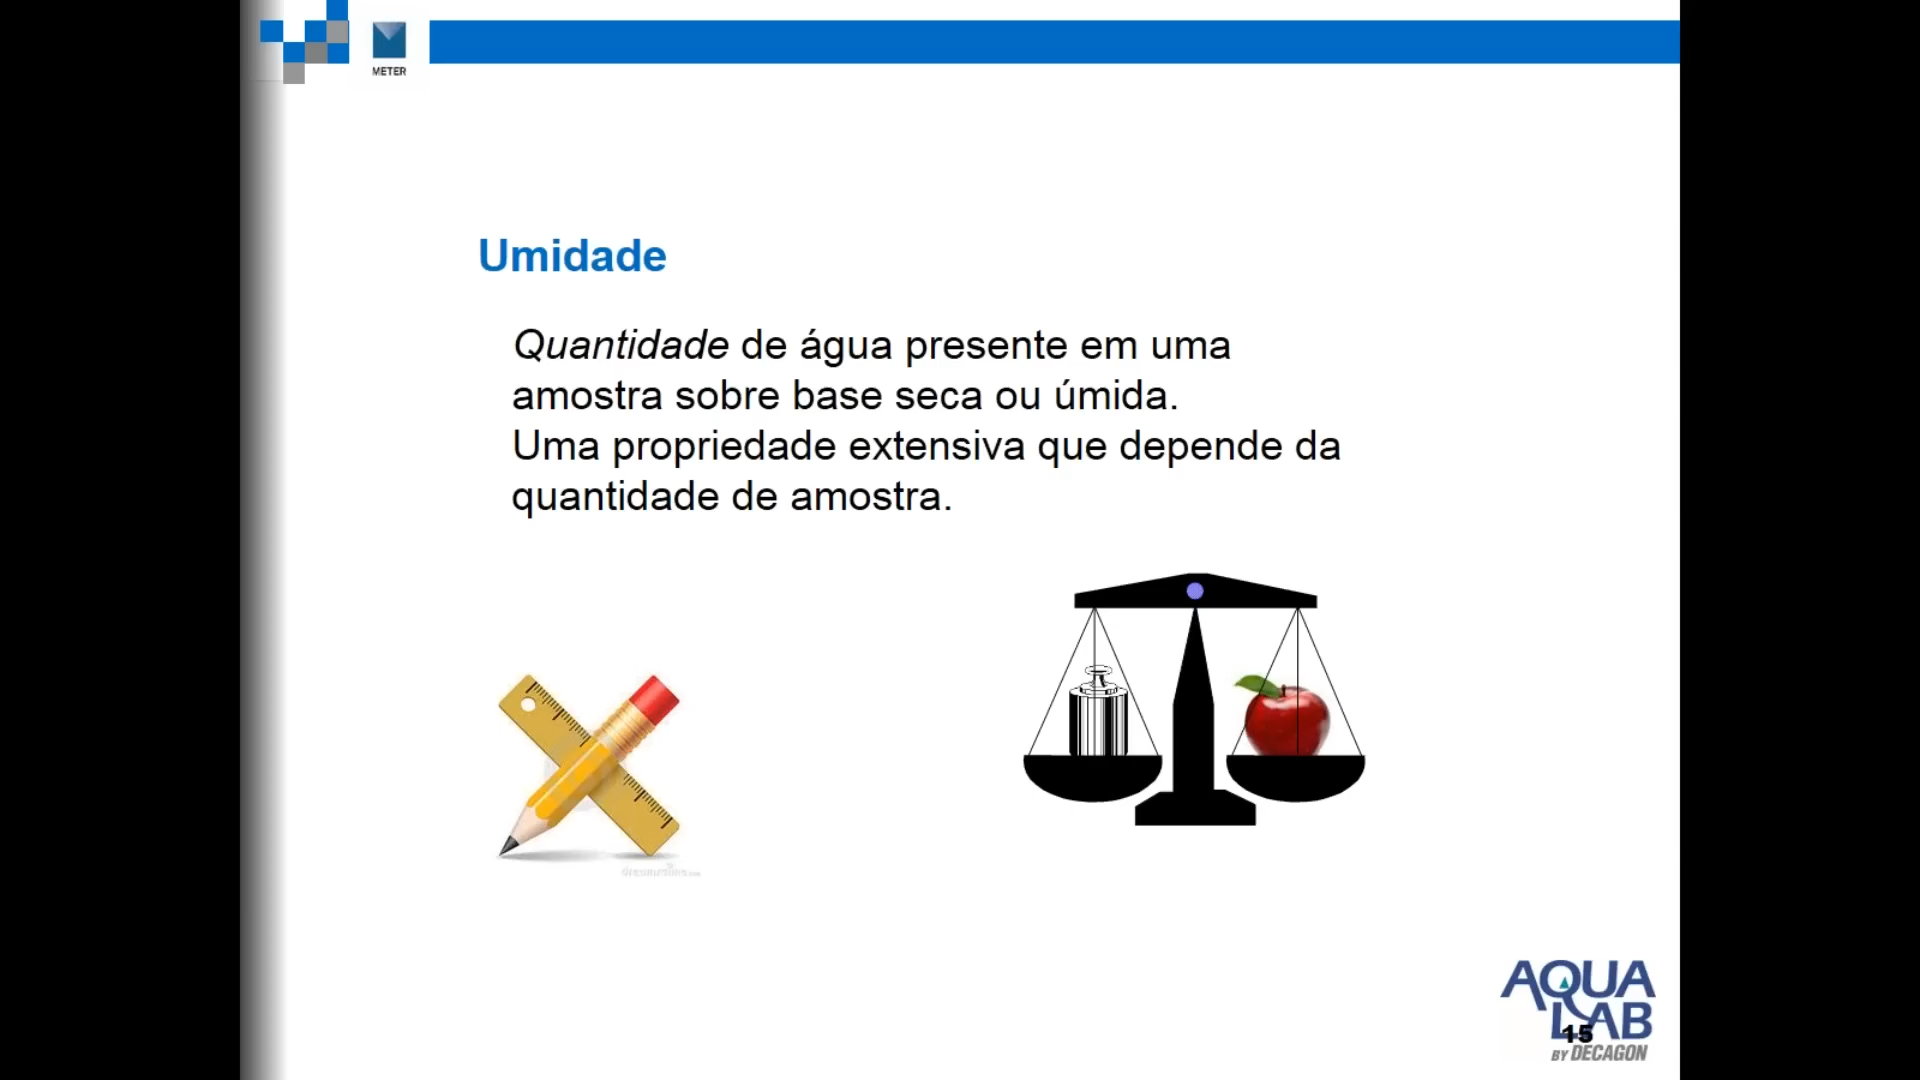 METER
Umidade
Quantidade de água presente em uma
amostra sobre base seca ou úmida.
Uma propriedade extensiva que depende da
quantidade de amostra.
AQUA
LAB
15
BY DECAGON